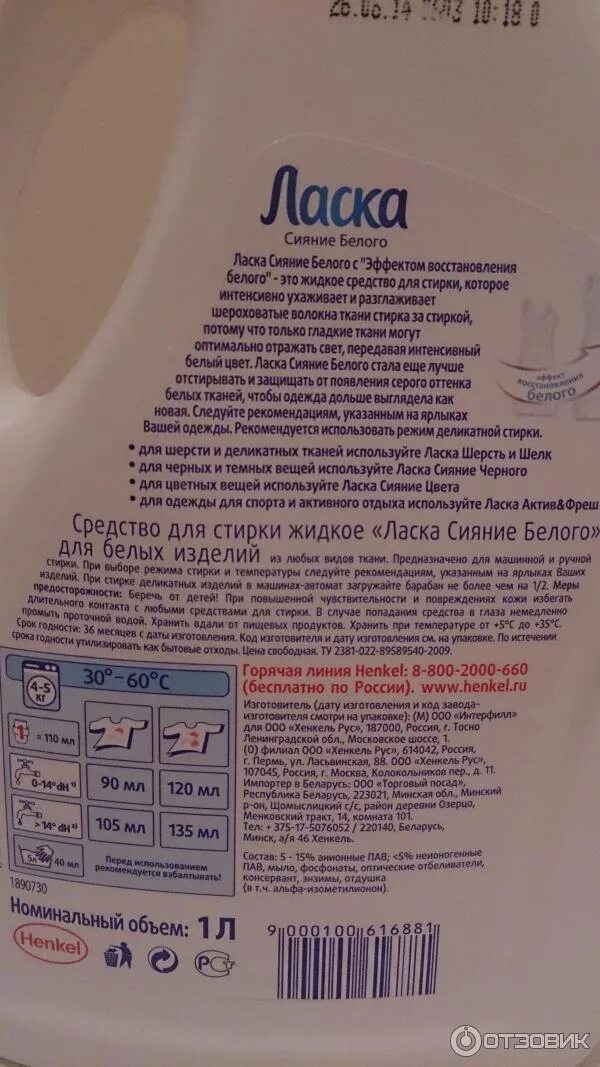 26.06.14 10:18 0
Ласка
Сияние Белого
Ласка Сияние Белого с "Эффектом восстановления
белого" - это жидкое средство для стирки, которое
интенсивно ухаживает и разглаживает
шероховатые волокна ткани стирка за стиркой,
потому что только гладкие ткани могут
оптимально отражать свет, передавая интенсивный
белый цвет. Ласка Сияние Белого стала еще лучше
отстирывать и защищать от появления серого оттенка
белых тканей, чтобы одежда дольше выглядела как
новая. Следуйте рекомендациям, указанным на ярлыках
Вашей одежды. Рекомендуется использовать режим деликатной стирки.
эффект
восстановления
белого
• для шерсти и деликатных тканей используйте Ласка Шерсть и Шелк
• для черных и темных вещей используйте Ласка Сияние Черного
• для цветных вещей используйте Ласка Сияние Цвета
• для одежды для спорта и активного отдыха используйте Ласка Актив&Фреш
Средство для стирки жидкое «Ласка Сияние Белого»
для белых изделий из любых видов ткани. Предназначено для машинной и ручной
стирки. При выборе режима стирки и температуры следуйте рекомендациям, указанным на ярлыках Ваших
изделий. При стирке деликатных изделий в машинах-автомат загружайте барабан не более чем на 1/2. Меры
предосторожности: Беречь от детей! При повышенной чувствительности и повреждениях кожи избегать
длительного контакта с любыми средствами для стирки. В случае попадания средства в глаза немедленно
промыть проточной водой. Хранить вдали от пищевых продуктов. Хранить при температуре от +5°С до +35°С.
Срок годности: 36 месяцев с даты изготовления. Код изготовителя и дату изготовления см. на упаковке. По истечении
срока годности утилизировать как бытовые отходы. Цена свободная. ТУ 2381-022-89589540-2009.
4-5
кг
30°-60°С
1 = 110 мл
0-14°dH
90 мл
120 мл
>14°dH
105 мл
135 мл
5л 40 мл
Перед использованием
рекомендуется взбалтывать!
1890730
Горячая линия Henkel: 8-800-2000-660
(бесплатно по России). www.henkel.ru
Изготовитель (дату изготовления и код завода-
изготовителя смотри на упаковке): (М) ООО «Интерфилл»
для ООО «Хенкель Рус», 187000, Россия, г. Тосно
Ленинградской обл., Московское шоссе, 1.
(О) филиал ООО «Хенкель Рус», 614042, Россия,
г. Пермь, ул. Ласьвинская, 88. ООО «Хенкель Рус»,
107045, Россия, г. Москва, Колокольников пер., д. 11.
Импортер в Беларусь: ООО «Торговый посад»,
Республика Беларусь, 223021, Минская обл., Минский
р-он, Щомыслицкий с/с, район деревни Озерцо,
Менковский тракт, 14, комната 101.
Тел: + 375-17-5076052 / 220140, Беларусь,
Минск, а/я 46 Хенкель.
Состав: 5 - 15% анионные ПАВ; <5% неионогенные
ПАВ, мыло, фосфонаты, оптические отбеливатели,
консервант, энзимы, отдушка
(в т.ч. альфа-изометилионон).
Номинальный объем: 1 Л
Henkel
РСТ
9 000100 616881
ОТЗОВИК